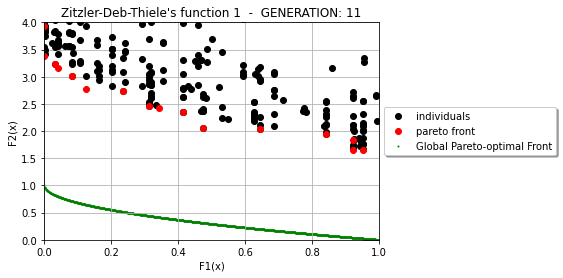 Zitzler-Deb-Thiele's function 1  -  GENERATION: 11
4.0
3.5
3.0
2.5
2.0
1.5
1.0
0.5
0.0
F2(x)
0.0 0.2 0.4 0.6 0.8 1.0
F1(x)
individuals
pareto front
Global Pareto-optimal Front